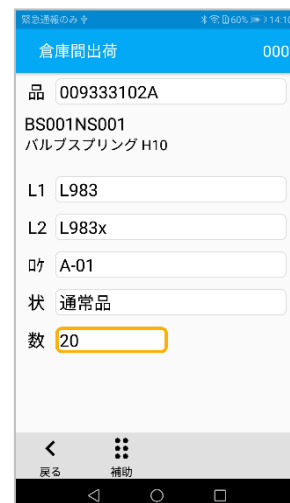 緊急通報のみ 60% 14:10
倉庫間出荷 000
品 009333102A
BS001NS001
バルブスプリング H10
L1 L983
L2 L983x
ﾛｹ A-01
状 通常品
数 20
戻る 補助